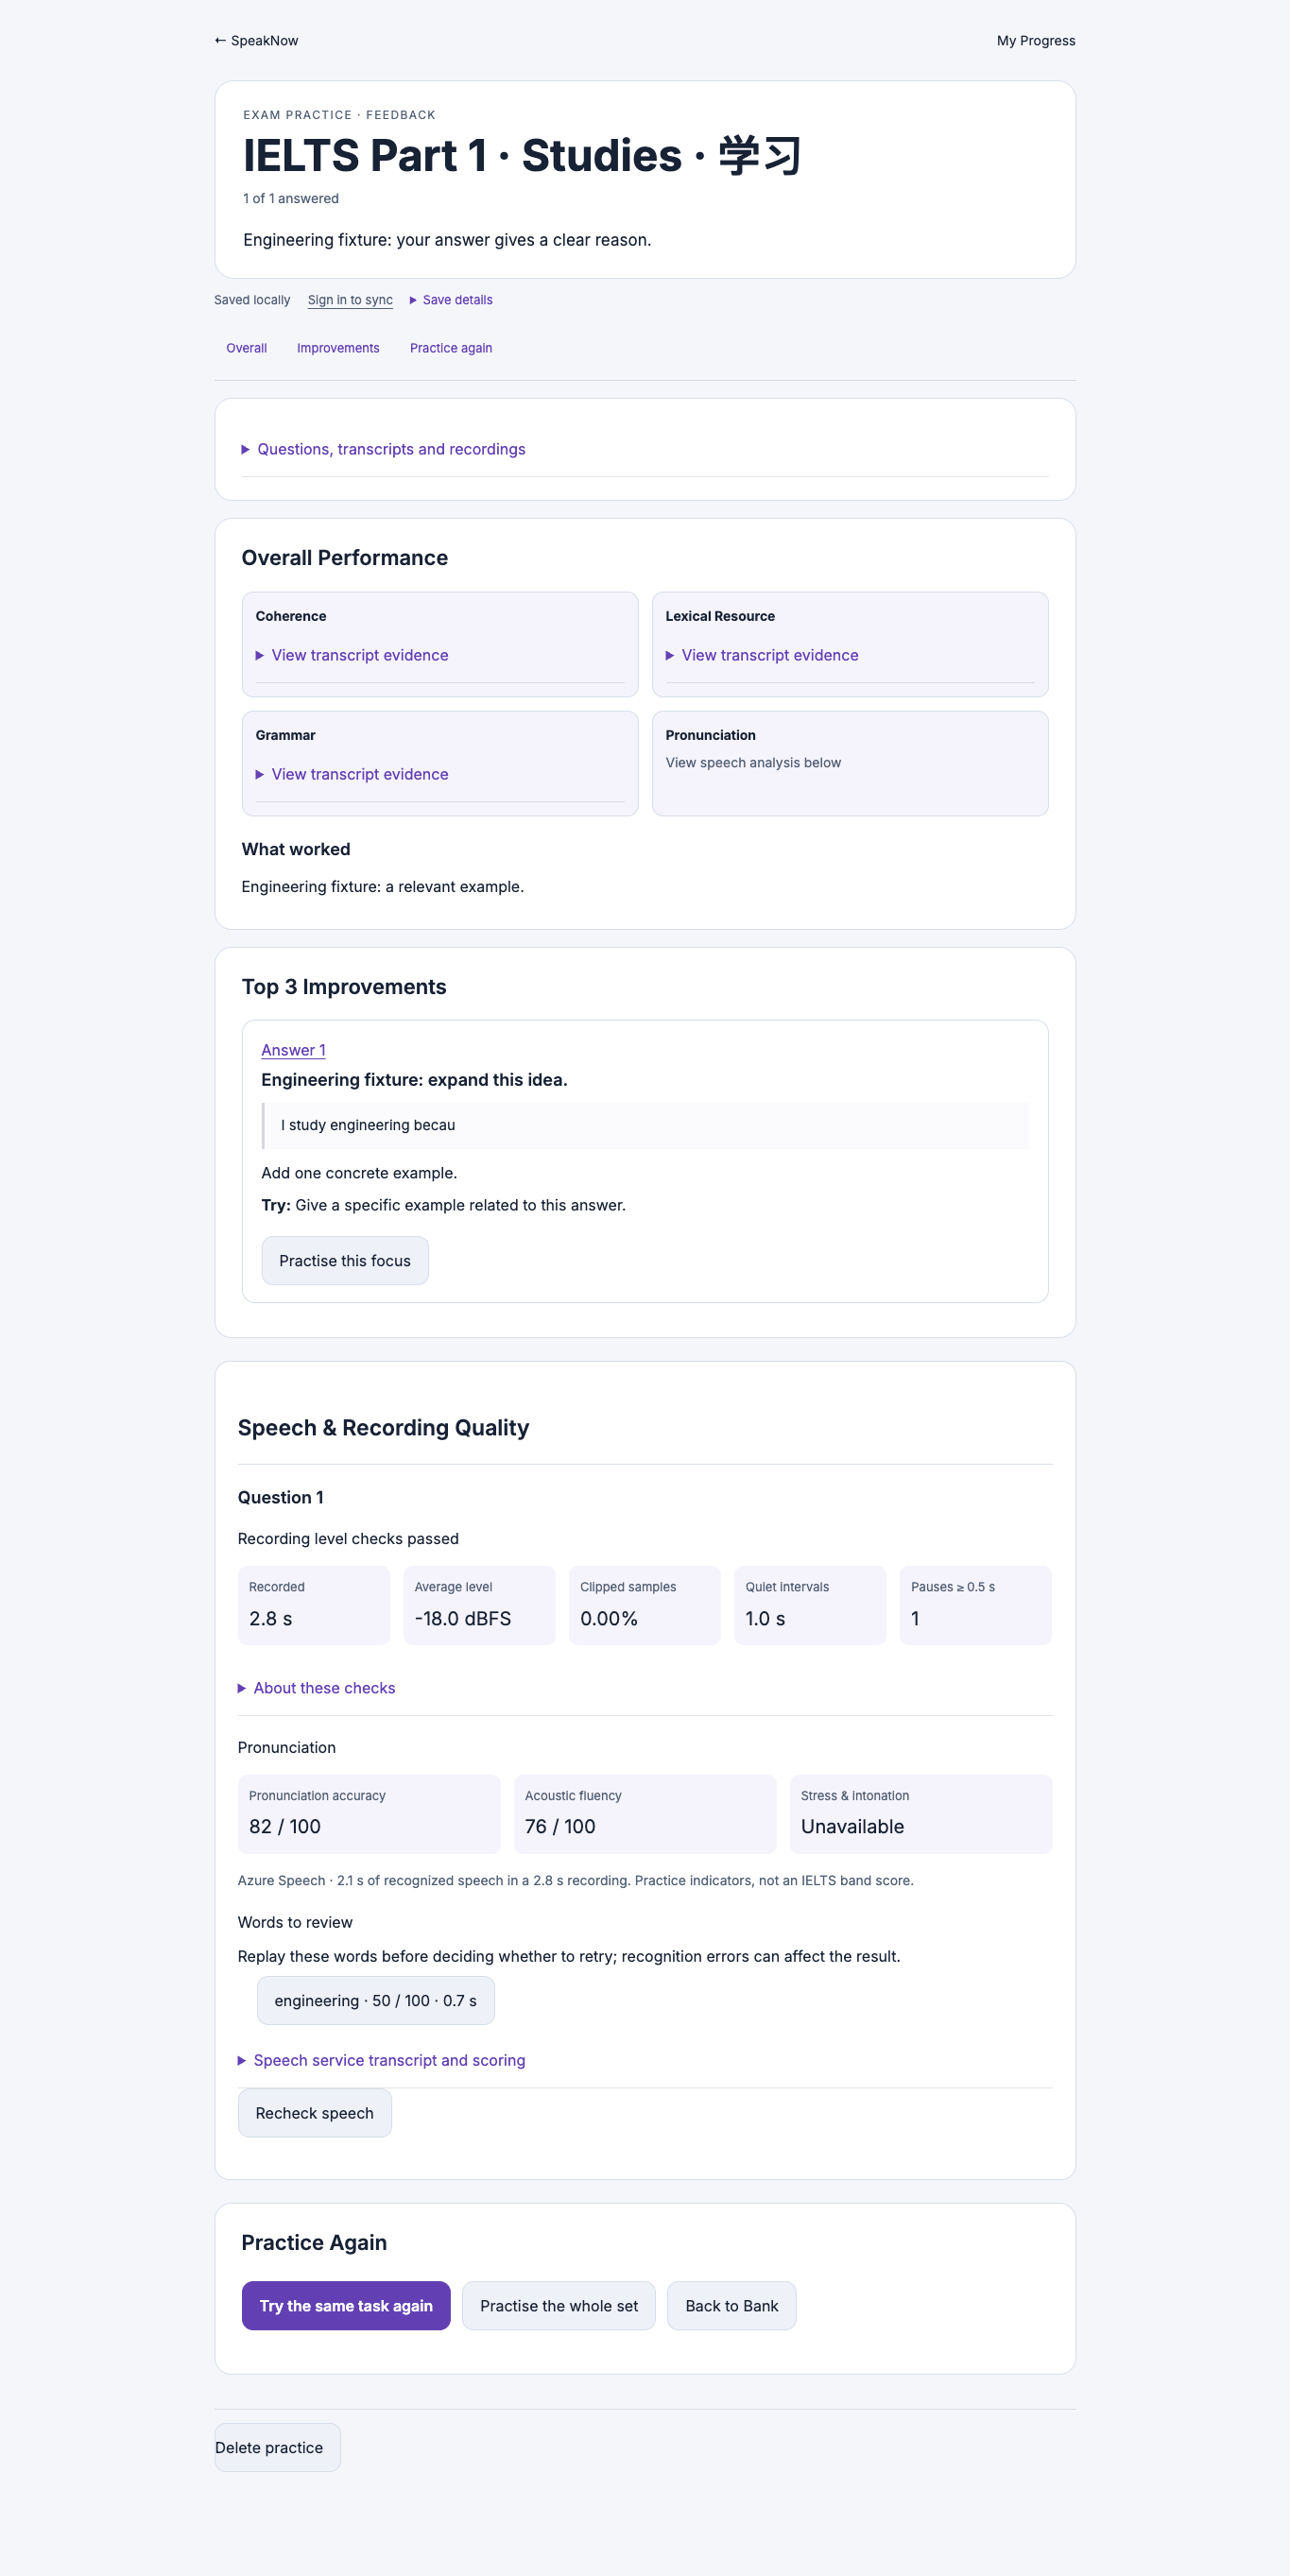 ← SpeakNow
My Progress
EXAM PRACTICE · FEEDBACK
IELTS Part 1 · Studies · 学习
1 of 1 answered
Engineering fixture: your answer gives a clear reason.
Saved locally Sign in to sync ▶ Save details
Overall Improvements Practice again
▶ Questions, transcripts and recordings
Overall Performance
Coherence
▶ View transcript evidence
Lexical Resource
▶ View transcript evidence
Grammar
▶ View transcript evidence
Pronunciation
View speech analysis below
What worked
Engineering fixture: a relevant example.
Top 3 Improvements
Answer 1
Engineering fixture: expand this idea.
I study engineering becau
Add one concrete example.
Try: Give a specific example related to this answer.
Practise this focus
Speech & Recording Quality
Question 1
Recording level checks passed
Recorded
2.8 s
Average level
-18.0 dBFS
Clipped samples
0.00%
Quiet intervals
1.0 s
Pauses ≥ 0.5 s
1
▶ About these checks
Pronunciation
Pronunciation accuracy
82 / 100
Acoustic fluency
76 / 100
Stress & intonation
Unavailable
Azure Speech · 2.1 s of recognized speech in a 2.8 s recording. Practice indicators, not an IELTS band score.
Words to review
Replay these words before deciding whether to retry; recognition errors can affect the result.
engineering · 50 / 100 · 0.7 s
▶ Speech service transcript and scoring
Recheck speech
Practice Again
Try the same task again
Practise the whole set
Back to Bank
Delete practice